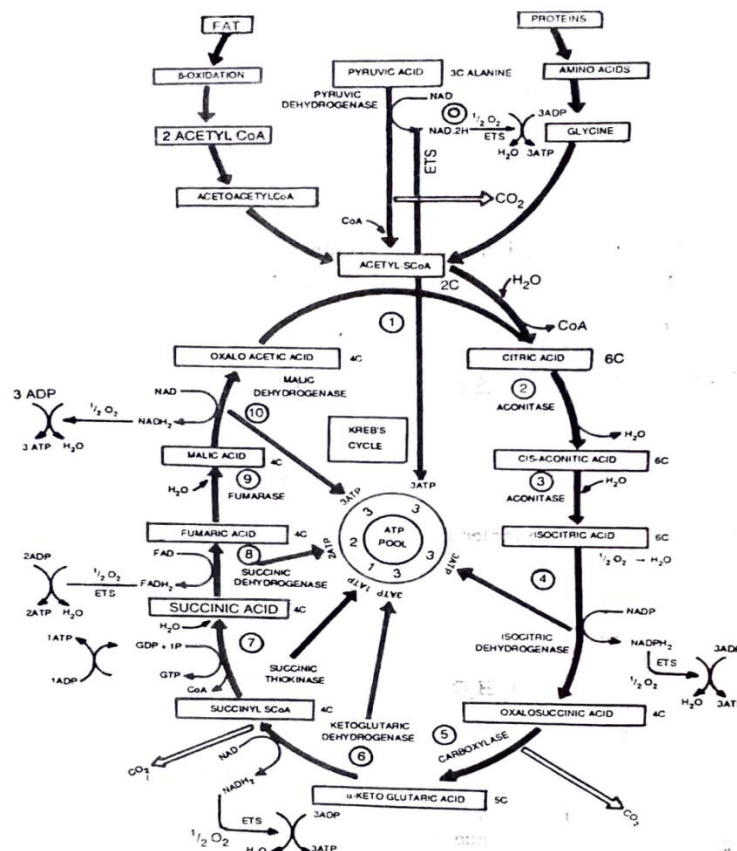 FAT
β-OXIDATION
2 ACETYL CoA
ACETOACETYLCoA
PYRUVIC ACID 3C ALANINE
PYRUVIC
DEHYDROGENASE
NAD
NAD.2H
O
½ O₂
ETS
3ADP
H₂O 3ATP
ETS
CO₂
CoA
PROTEINS
AMINO ACIDS
GLYCINE
ACETYL-SCoA
2C
H₂O
CoA
1
OXALO ACETIC ACID 4C
CITRIC ACID 6C
2
ACONITASE
H₂O
CIS-ACONITIC ACID 6C
3
ACONITASE
H₂O
ISOCITRIC ACID 6C
½ O₂ → H₂O
4
NADP
ISOCITRIC
DEHYDROGENASE
NADPH₂
ETS
½ O₂
3AD
H₂O 3AT
OXALOSUCCINIC ACID 4C
5
CARBOXYLASE
CO₂
α-KETO GLUTARIC ACID 5C
6
KETOGLUTARIC
DEHYDROGENASE
NAD
NADH₂
ETS
½ O₂
3ADP
H₂O 3ATP
CO₂
SUCCINYL SCoA 4C
7
SUCCINIC
THIOKINASE
H₂O
GDP + 1P
GTP
CoA
1ATP
1ADP
SUCCINIC ACID 4C
8
SUCCINIC
DEHYDROGENASE
FAD
FADH₂
½ O₂
ETS
2ADP
2ATP H₂O
FUMARIC ACID 4C
9
FUMARASE
H₂O
MALIC ACID 4C
10
MALIC
DEHYDROGENASE
NAD
NADH₂
½ O₂
3 ADP
3 ATP H₂O
KREB'S
CYCLE
3ATP
3ATP
2ATP
1ATP
3ATP
3ATP
ATP
POOL
3
3
2
1
3
3